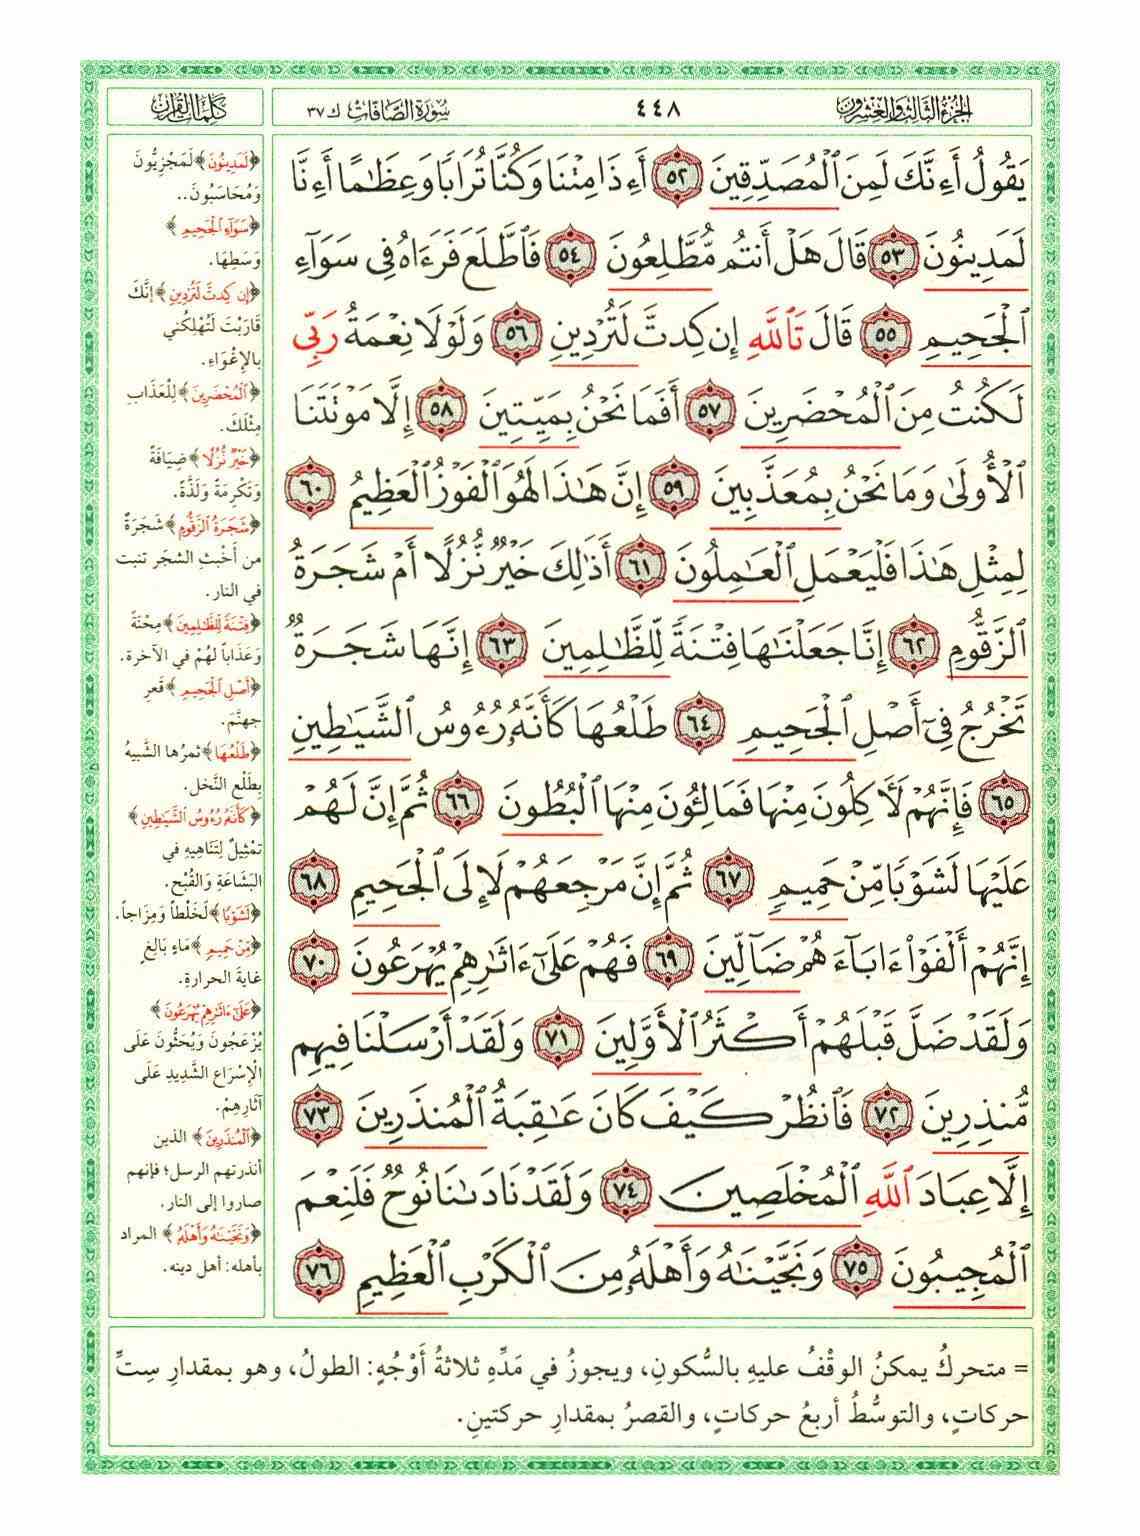 الجزء الثالث والعشرون
٤٤٨
سورة الصافات ك ٣٧
كلمات القرآن
يَقُولُ أَءِنَّكَ لَمِنَ ٱلْمُصَدِّقِينَ ٥٢ أَءِذَا مِتْنَا وَكُنَّا تُرَابًا وَعِظَٰمًا أَءِنَّا
لَمَدِينُونَ ٥٣ قَالَ هَلْ أَنتُم مُّطَّلِعُونَ ٥٤ فَٱطَّلَعَ فَرَءَاهُ فِى سَوَآءِ
ٱلْجَحِيمِ ٥٥ قَالَ تَٱللَّهِ إِن كِدتَّ لَتُرْدِينِ ٥٦ وَلَوْلَا نِعْمَةُ رَبِّى
لَكُنتُ مِنَ ٱلْمُحْضَرِينَ ٥٧ أَفَمَا نَحْنُ بِمَيِّتِينَ ٥٨ إِلَّا مَوْتَتَنَا
ٱلْأُولَىٰ وَمَا نَحْنُ بِمُعَذَّبِينَ ٥٩ إِنَّ هَٰذَا لَهُوَ ٱلْفَوْزُ ٱلْعَظِيمُ ٦٠
لِمِثْلِ هَٰذَا فَلْيَعْمَلِ ٱلْعَٰمِلُونَ ٦١ أَذَٰلِكَ خَيْرٌ نُّزُلًا أَمْ شَجَرَةُ
ٱلزَّقُّومِ ٦٢ إِنَّا جَعَلْنَٰهَا فِتْنَةً لِّلظَّٰلِمِينَ ٦٣ إِنَّهَا شَجَرَةٌ
تَخْرُجُ فِىٓ أَصْلِ ٱلْجَحِيمِ ٦٤ طَلْعُهَا كَأَنَّهُۥ رُءُوسُ ٱلشَّيَٰطِينِ
٦٥ فَإِنَّهُمْ لَءَاكِلُونَ مِنْهَا فَمَالِـُٔونَ مِنْهَا ٱلْبُطُونَ ٦٦ ثُمَّ إِنَّ لَهُمْ
عَلَيْهَا لَشَوْبًا مِّنْ حَمِيمٍ ٦٧ ثُمَّ إِنَّ مَرْجِعَهُمْ لَإِلَى ٱلْجَحِيمِ ٦٨
إِنَّهُمْ أَلْفَوْا۟ ءَابَآءَهُمْ ضَآلِّينَ ٦٩ فَهُمْ عَلَىٰٓ ءَاثَٰرِهِمْ يُهْرَعُونَ ٧٠
وَلَقَدْ ضَلَّ قَبْلَهُمْ أَكْثَرُ ٱلْأَوَّلِينَ ٧١ وَلَقَدْ أَرْسَلْنَا فِيهِم
مُّنذِرِينَ ٧٢ فَٱنظُرْ كَيْفَ كَانَ عَٰقِبَةُ ٱلْمُنذَرِينَ ٧٣
إِلَّا عِبَادَ ٱللَّهِ ٱلْمُخْلَصِينَ ٧٤ وَلَقَدْ نَادَىٰنَا نُوحٌ فَلَنِعْمَ
ٱلْمُجِيبُونَ ٧٥ وَنَجَّيْنَٰهُ وَأَهْلَهُۥ مِنَ ٱلْكَرْبِ ٱلْعَظِيمِ ٧٦
﴿لَمَدِينُونَ﴾ لَمَجْزِيُّونَ
وَمُحَاسَبُونَ..
﴿سَوَآءِ ٱلْجَحِيمِ﴾
وَسَطِهَا.
﴿إِن كِدتَّ لَتُرْدِينِ﴾ إنَّكَ
قَارَبْتَ لَتُهْلِكُني
بالإغْوَاءِ.
﴿ٱلْمُحْضَرِينَ﴾ لِلْعَذَابِ
مِثْلَكَ.
﴿خَيْرٌ نُّزُلًا﴾ ضِيَافَةً
وَتَكْرِمَةً وَلَذَّةً.
﴿شَجَرَةُ ٱلزَّقُّومِ﴾ شَجَرَةٌ
من أَخْبثِ الشجَر تنبت
في النار.
﴿فِتْنَةً لِّلظَّٰلِمِينَ﴾ مِحْنَةً
وَعَذَاباً لهُمْ في الآخرة.
﴿أَصْلِ ٱلْجَحِيمِ﴾ قَعرِ
جهنَّم.
﴿طَلْعُهَا﴾ ثمرُها الشَّبيهُ
بِطَلْعِ النَّخل.
﴿كَأَنَّهُۥ رُءُوسُ ٱلشَّيَٰطِينِ﴾
تمْثِيلٌ لِتَنَاهِيهِ في
البَشَاعَةِ وَالقُبْح.
﴿لَشَوْبًا﴾ لَخَلْطاً وَمِزَاجاً.
﴿مِّنْ حَمِيمٍ﴾ مَاءٍ بَالِغٍ
غايةَ الحرارةِ.
﴿عَلَىٰٓ ءَاثَٰرِهِمْ يُهْرَعُونَ﴾
يُزْعَجُونَ وَيُحَثُّونَ عَلَى
الْإِسْرَاعِ الشَّدِيدِ عَلَى
آثَارِهِمْ.
﴿ٱلْمُنذَرِينَ﴾ الذين
أنذرتهم الرسل؛ فإنهم
صاروا إلى النار.
﴿وَنَجَّيْنَٰهُ وَأَهْلَهُ﴾ المراد
بأهله: أهل دينه.
= متحركُ يمكنُ الوقْفُ عليهِ بالسُّكونِ، ويجوزُ في مَدِّهِ ثلاثةُ أَوْجُهٍ: الطولُ، وهو بمقدارِ سِتِّ
حركاتٍ، والتوسُّطُ أربعُ حركاتٍ، والقصرُ بمقدارِ حركتينِ.